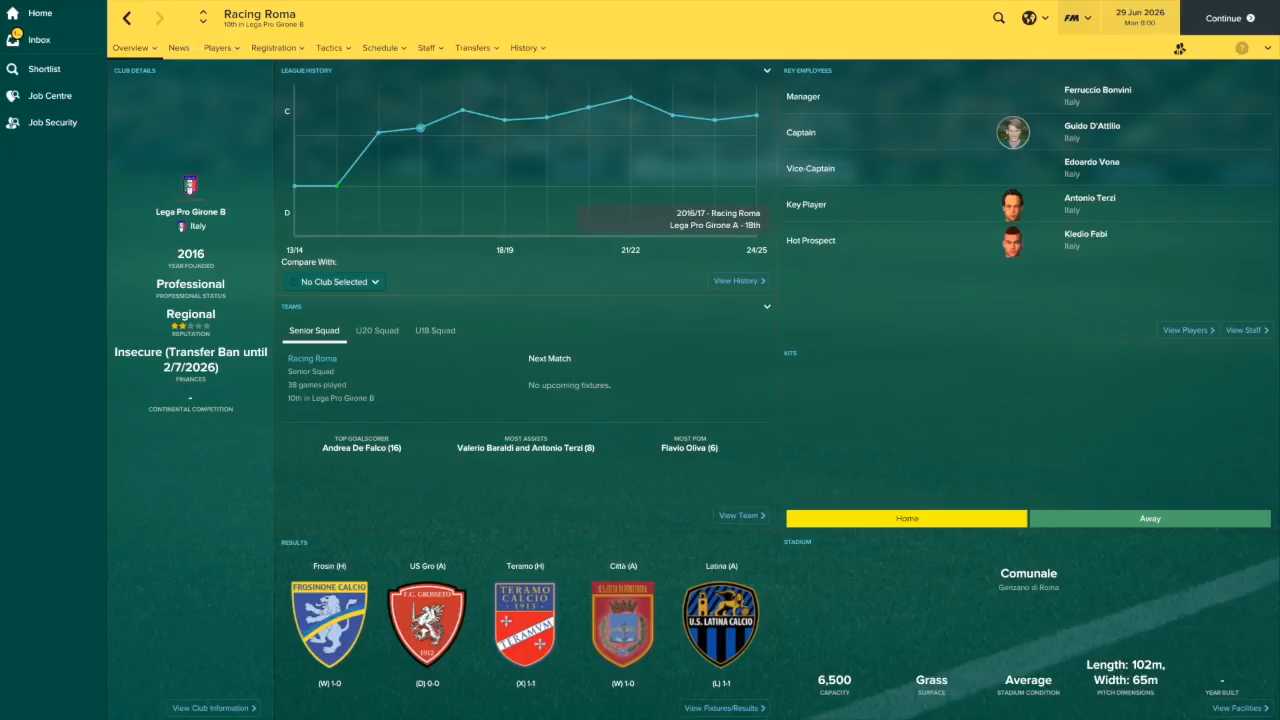 Home
Inbox
Shortlist
Job Centre
Job Security
Racing Roma
10th in Lega Pro Girone B
FM
29 Jun 2026
Mon 8:00
Continue
Overview
News
Players
Registration
Tactics
Schedule
Staff
Transfers
History
?
CLUB DETAILS
Lega Pro Girone B
Italy
2016
YEAR FOUNDED
Professional
PROFESSIONAL STATUS
Regional
REPUTATION
Insecure (Transfer Ban until
2/7/2026)
FINANCES
-
CONTINENTAL COMPETITION
View Club Information
LEAGUE HISTORY
C
D
2016/17 - Racing Roma
Lega Pro Girone A - 18th
13/14
18/19
21/22
24/25
Compare With:
No Club Selected
View History
TEAMS
Senior Squad
U20 Squad
U18 Squad
Racing Roma
Senior Squad
38 games played
10th in Lega Pro Girone B
Next Match
No upcoming fixtures.
TOP GOALSCORER
Andrea De Falco (16)
MOST ASSISTS
Valerio Baraldi and Antonio Terzi (8)
MOST POM
Flavio Oliva (6)
View Team
RESULTS
Frosin (H)
US Gro (A)
Teramo (H)
Città (A)
Latina (A)
FROSINONE CALCIO
F.C. GROSSETO
1912
TERAMO
CALCIO
1913
TERAMVM
U.S. LATINA CALCIO
(W) 1-0
(D) 0-0
(X) 1-1
(W) 1-0
(L) 1-1
View Fixtures/Results
KEY EMPLOYEES
Manager
Ferruccio Bonvini
Italy
Captain
Guido D'Attilio
Italy
Vice-Captain
Edoardo Vona
Italy
Key Player
Antonio Terzi
Italy
Hot Prospect
Kledio Fabi
Italy
View Players
View Staff
KITS
Home
Away
STADIUM
Comunale
Genzano di Roma
6,500
CAPACITY
Grass
SURFACE
Average
STADIUM CONDITION
Length: 102m,
Width: 65m
PITCH DIMENSIONS
-
YEAR BUILT
View Facilities